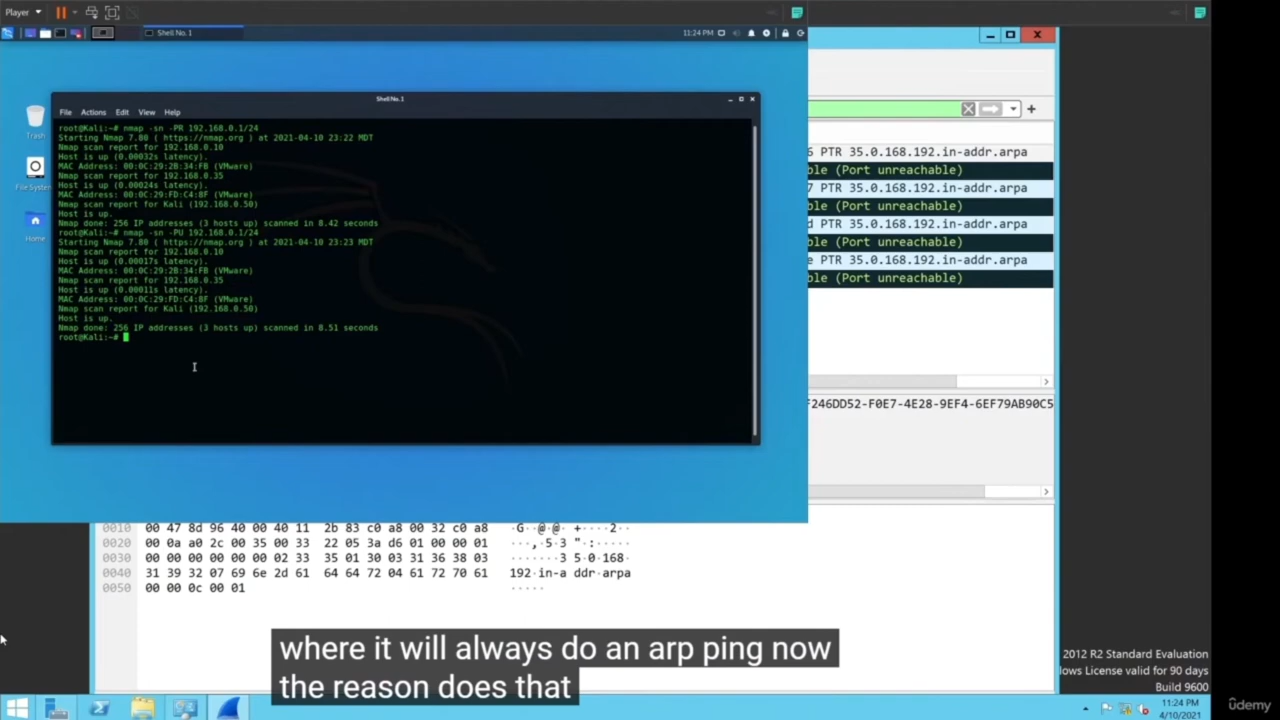 Player
Shell No. 1
11:24 PM
Trash
File System
Home
Shell No. 1
File Actions Edit View Help
root@Kali:~# nmap -sn -PR 192.168.0.1/24
Starting Nmap 7.80 ( https://nmap.org ) at 2021-04-10 23:22 MDT
Nmap scan report for 192.168.0.10
Host is up (0.00032s latency).
MAC Address: 00:0C:29:2B:34:FB (VMware)
Nmap scan report for 192.168.0.35
Host is up (0.00024s latency).
MAC Address: 00:0C:29:FD:C4:8F (VMware)
Nmap scan report for Kali (192.168.0.50)
Host is up.
Nmap done: 256 IP addresses (3 hosts up) scanned in 8.42 seconds
root@Kali:~# nmap -sn -PU 192.168.0.1/24
Starting Nmap 7.80 ( https://nmap.org ) at 2021-04-10 23:23 MDT
Nmap scan report for 192.168.0.10
Host is up (0.00017s latency).
MAC Address: 00:0C:29:2B:34:FB (VMware)
Nmap scan report for 192.168.0.35
Host is up (0.00011s latency).
MAC Address: 00:0C:29:FD:C4:8F (VMware)
Nmap scan report for Kali (192.168.0.50)
Host is up.
Nmap done: 256 IP addresses (3 hosts up) scanned in 8.51 seconds
root@Kali:~#
6 PTR 35.0.168.192.in-addr.arpa
ble (Port unreachable)
7 PTR 35.0.168.192.in-addr.arpa
ble (Port unreachable)
d PTR 35.0.168.192.in-addr.arpa
ble (Port unreachable)
e PTR 35.0.168.192.in-addr.arpa
ble (Port unreachable)
F246DD52-F0E7-4E28-9EF4-6EF79AB90C5
0010 00 47 8d 96 40 00 40 11 2b 83 c0 a8 00 32 c0 a8 ·G··@·@· +····2··
0020 00 0a a0 2c 00 35 00 33 22 05 3a d6 01 00 00 01 ···,·5·3 "·:·····
0030 00 00 00 00 00 00 02 33 35 01 30 03 31 36 38 03 ·······3 5·0·168·
0040 31 39 32 07 69 6e 2d 61 64 64 72 04 61 72 70 61 192·in-a ddr·arpa
0050 00 00 0c 00 01 ·····
where it will always do an arp ping now
the reason does that
2012 R2 Standard Evaluation
ows License valid for 90 days
Build 9600
11:24 PM
4/10/2021
ûdemy